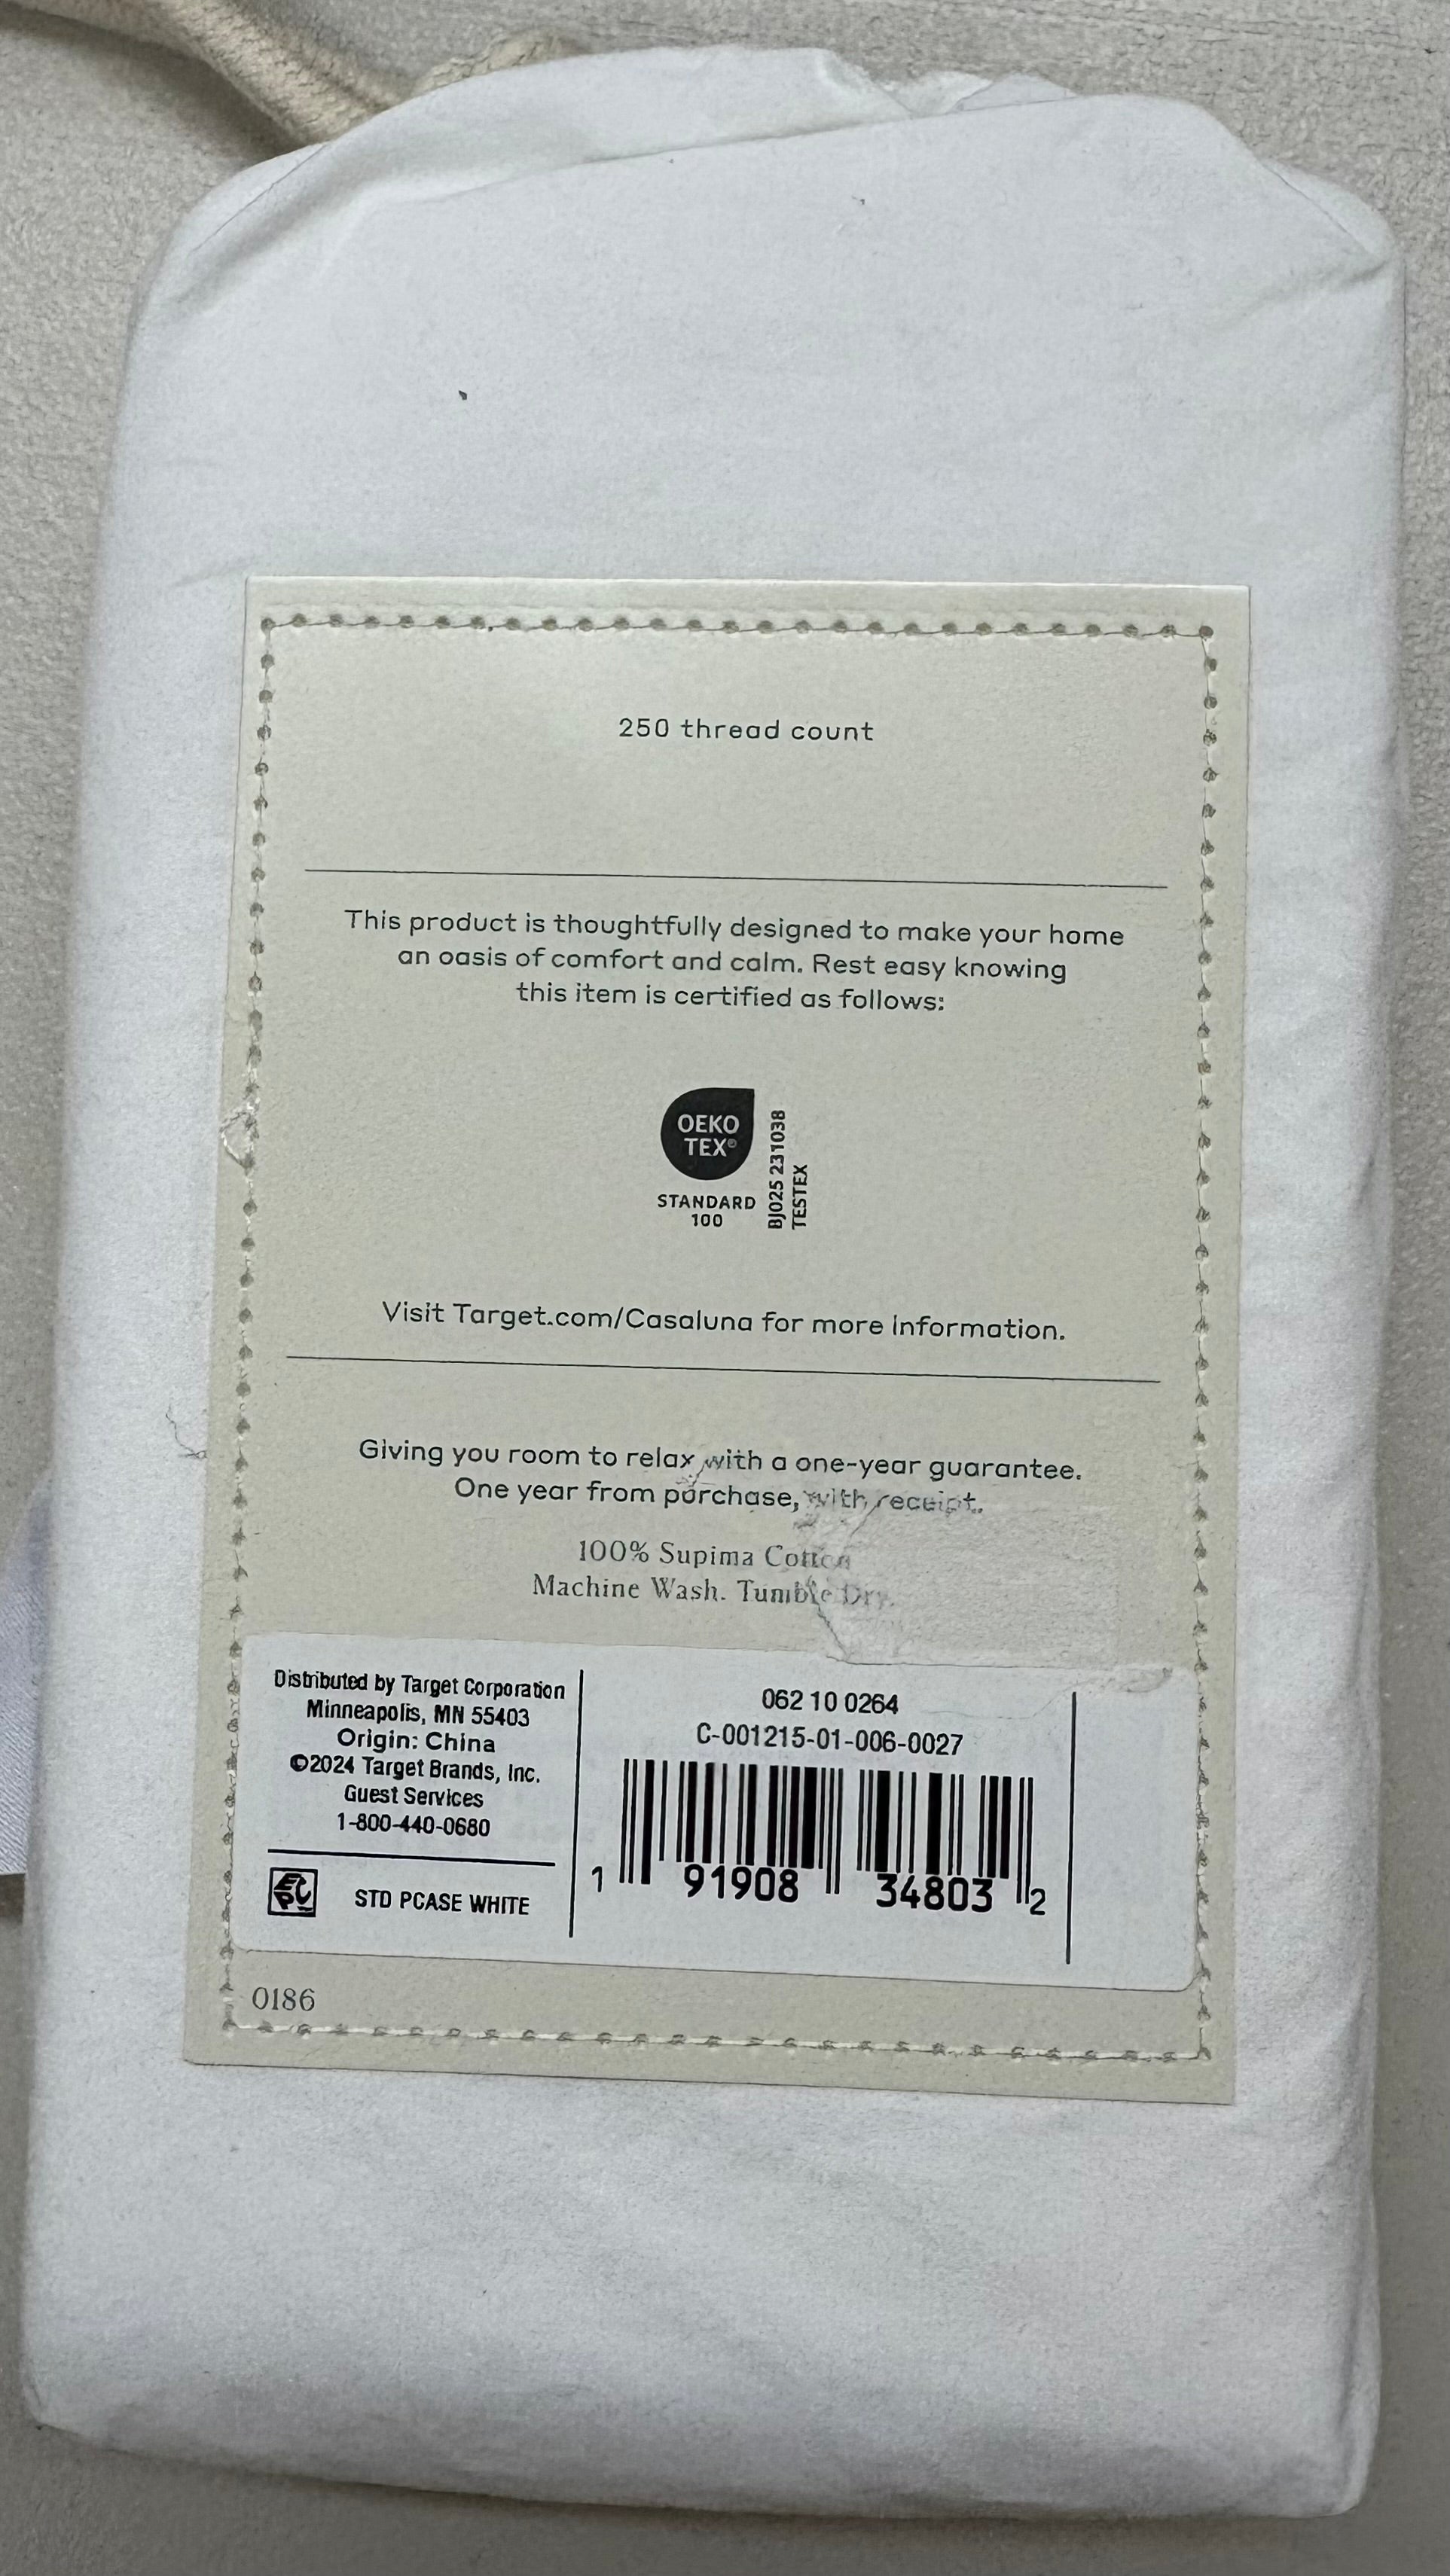 250 thread count
This product is thoughtfully designed to make your home
an oasis of comfort and calm. Rest easy knowing
this item is certified as follows:
OEKO
TEX®
STANDARD
100
BJ025 231038
TESTEX
Visit Target.com/Casaluna for more information.
Giving you room to relax with a one-year guarantee.
One year from purchase, with receipt.
100% Supima Cotton
Machine Wash. Tumble Dry.
Distributed by Target Corporation
Minneapolis, MN 55403
Origin: China
©2024 Target Brands, Inc.
Guest Services
1-800-440-0680
EPC
STD PCASE WHITE
062 10 0264
C-001215-01-006-0027
1 91908 34803 2
0186